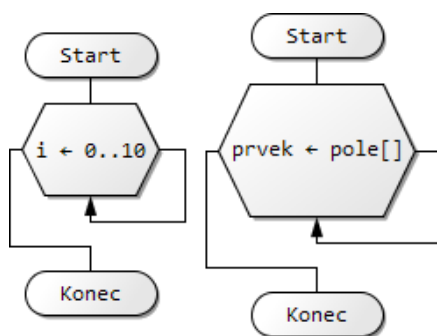 Start
i ← 0..10
Konec
Start
prvek ← pole[]
Konec